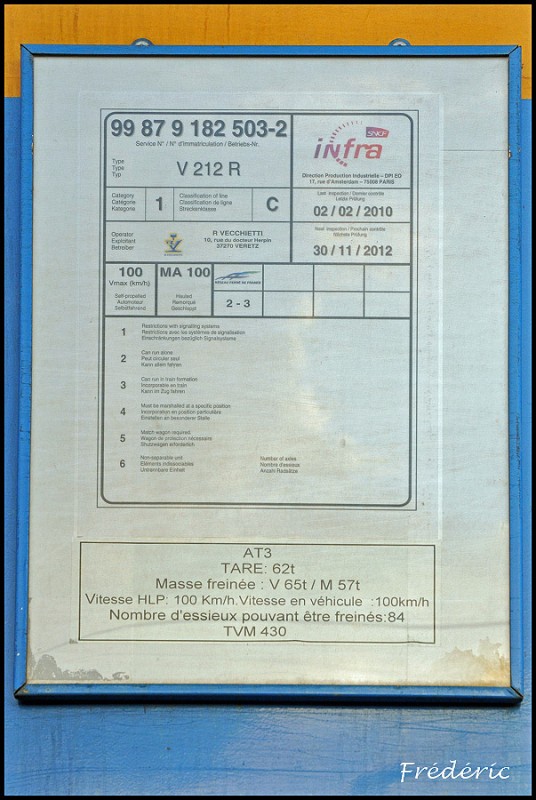 99 87 9 182 503-2
Service N° / N° d'immatriculation / Betriebs-Nr.
Type
Type
Typ
V 212 R
SNCF
infra
Direction Production Industrielle – DPI EO
17, rue d'Amsterdam – 75008 PARIS
Category
Catégorie
Kategorie
1
Classification of line
Classification de ligne
Streckenklasse
C
Last inspection / Dernier contrôle
Letzte Prüfung
02 / 02 / 2010
Next inspection / Prochain contrôle
Nächste Prüfung
30 / 11 / 2012
Operator
Exploitant
Betreiber
R VECCHIETTI
10, rue du docteur Herpin
37270 VERETZ
100
Vmax (km/h)
Self-propelled
Automoteur
Selbstfahrend
MA 100
Hauled
Remorqué
Geschleppt
RESEAU FERRE DE FRANCE
2 - 3
1
Restrictions with signalling systems
Restrictions avec les systèmes de signalisation
Einschränkungen bezüglich Signalsysteme
2
Can run alone
Peut circuler seul
Kann allein fahren
3
Can run in train formation
Incorporable en train
Kann im Zug fahren
4
Must be marshalled at a specific position
Incorporation en position particulière
Einstellen an besonderer Stelle
5
Match wagon required
Wagon de protection nécessaire
Shutzwagen erforderlich
6
Non-separable unit
Eléments indissociables
Untrennbare Einheit
Number of axles
Nombre d'essieux
Anzahl Radsätze
AT3
TARE: 62t
Masse freinée : V 65t / M 57t
Vitesse HLP: 100 Km/h.Vitesse en véhicule :100km/h
Nombre d'essieux pouvant être freinés:84
TVM 430
Frédéric